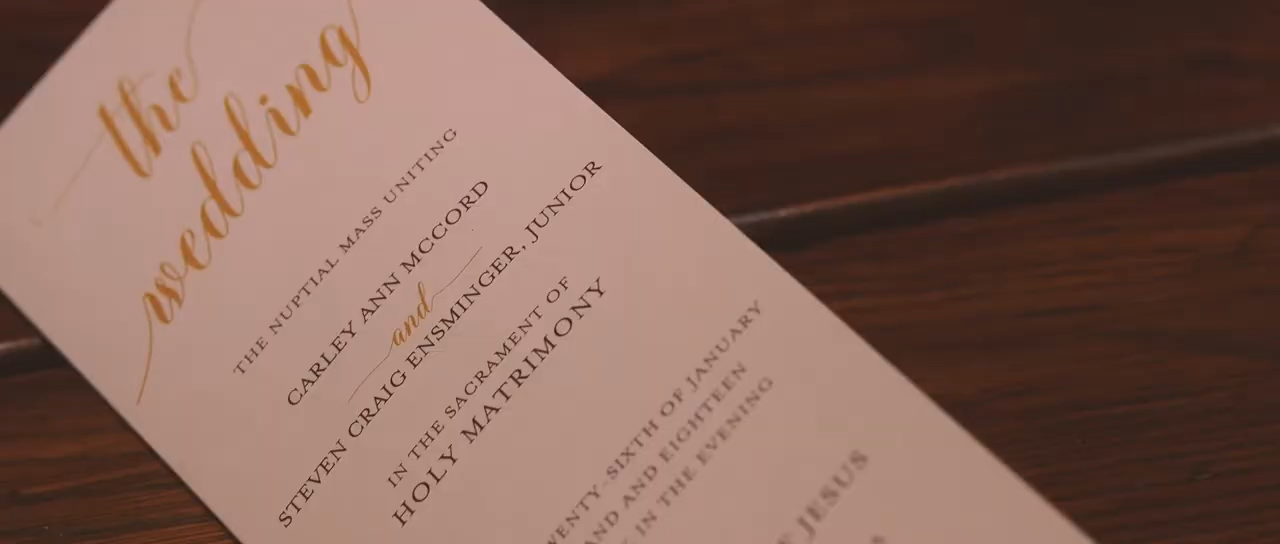 the
wedding
THE NUPTIAL MASS UNITING
CARLEY ANN MCCORD
and
STEVEN CRAIG ENSMINGER, JUNIOR
IN THE SACRAMENT OF
HOLY MATRIMONY
SIXTH OF JANUARY
AND EIGHTEEN
IN THE EVENING
JESUS